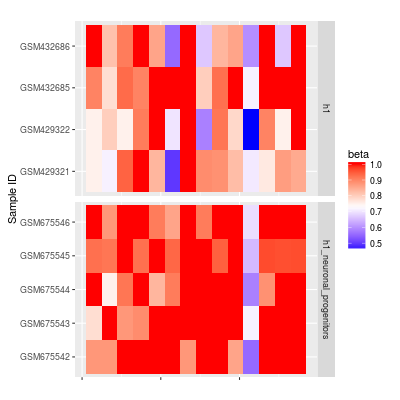 GSM432686
GSM432685
GSM429322
GSM429321
h1
GSM675546
GSM675545
GSM675544
GSM675543
GSM675542
h1_neuronal_progenitors
Sample ID
beta
1.0
0.9
0.8
0.7
0.6
0.5